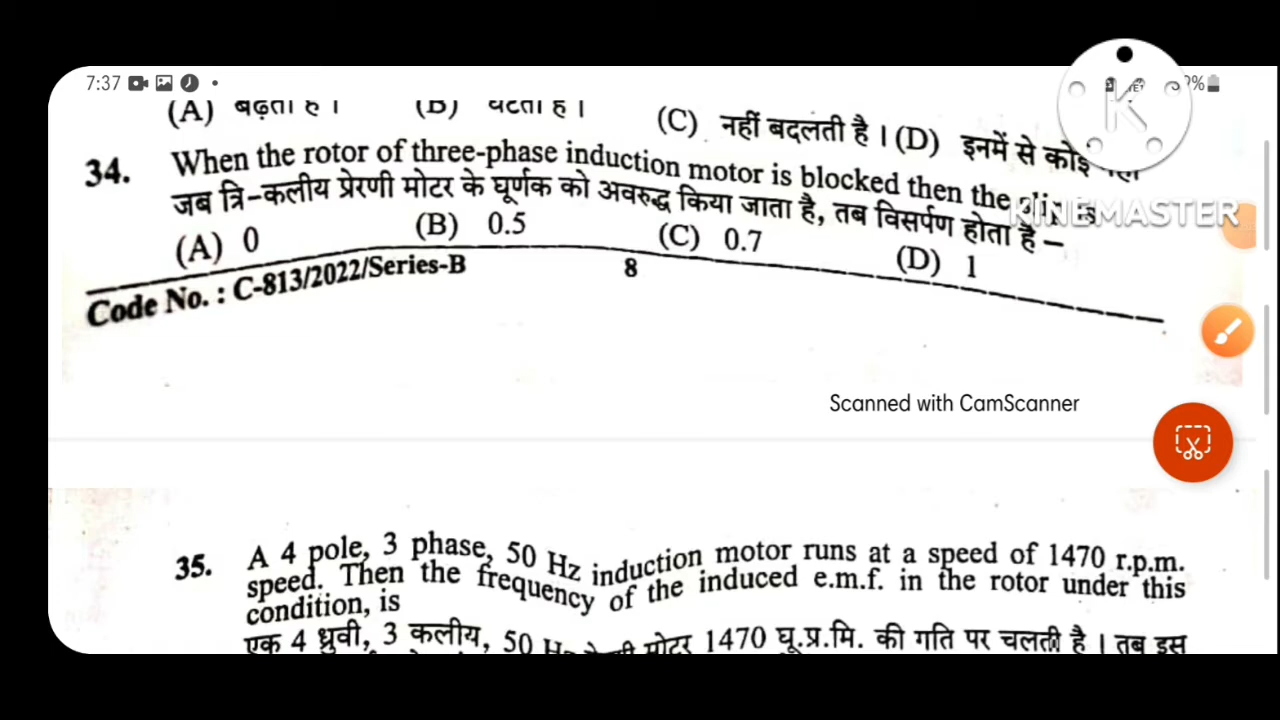 7:37
(A) बढ़ता है । (B) घटता है । (C) नहीं बदलती है । (D) इनमें से कोई
34. When the rotor of three-phase induction motor is blocked then the slip is
जब त्रि-कलीय प्रेरणी मोटर के घूर्णक को अवरुद्ध किया जाता है, तब विसर्पण होता है –
(A) 0 (B) 0.5 (C) 0.7 (D) 1
Code No. : C-813/2022/Series-B 8
KINEMASTER
Scanned with CamScanner
35. A 4 pole, 3 phase, 50 Hz induction motor runs at a speed of 1470 r.p.m.
speed. Then the frequency of the induced e.m.f. in the rotor under this
condition, is
एक 4 ध्रुवी, 3 कलीय, 50 Hz मोटर 1470 घू.प्र.मि. की गति पर चलती है । तब इस